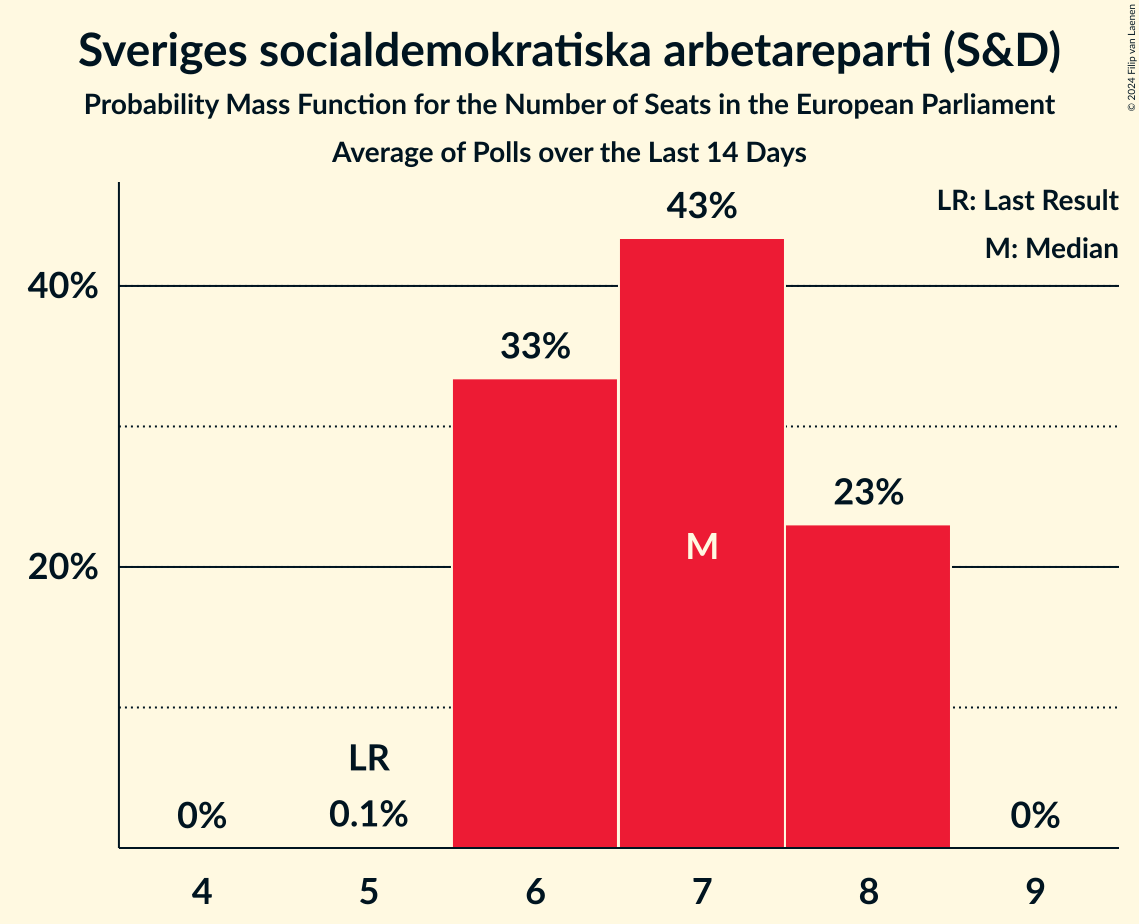 Sveriges socialdemokratiska arbetareparti (S&D)
Probability Mass Function for the Number of Seats in the European Parliament
Average of Polls over the Last 14 Days
© 2024 Filip van Laenen
LR: Last Result
M: Median
43%
40%
33%
23%
M
20%
LR
0%
0.1%
0%
4
5
6
7
8
9